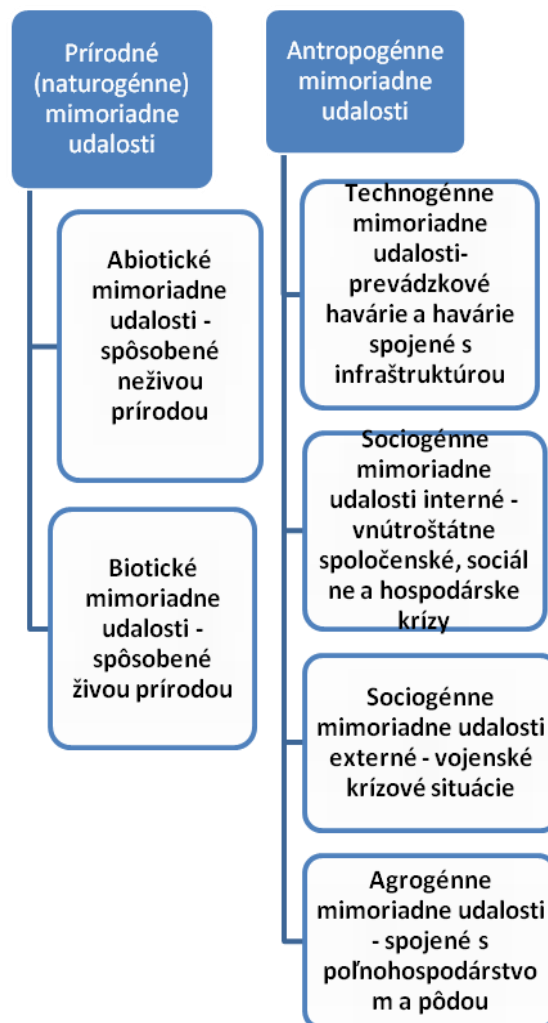 Prírodné
(naturogénne)
mimoriadne
udalosti
Abiotické
mimoriadne
udalosti -
spôsobené
neživou
prírodou
Biotické
mimoriadne
udalosti -
spôsobené
živou prírodou
Antropogénne
mimoriadne
udalosti
Technogénne
mimoriadne
udalosti-
prevádzkové
havárie a havárie
spojené s
infraštruktúrou
Sociogénne
mimoriadne
udalosti interné -
vnútroštátne
spoločenské, sociál
ne a hospodárske
krízy
Sociogénne
mimoriadne udalosti
externé - vojenské
krízové situácie
Agrogénne
mimoriadne udalosti
- spojené s
poľnohospodárstvo
m a pôdou